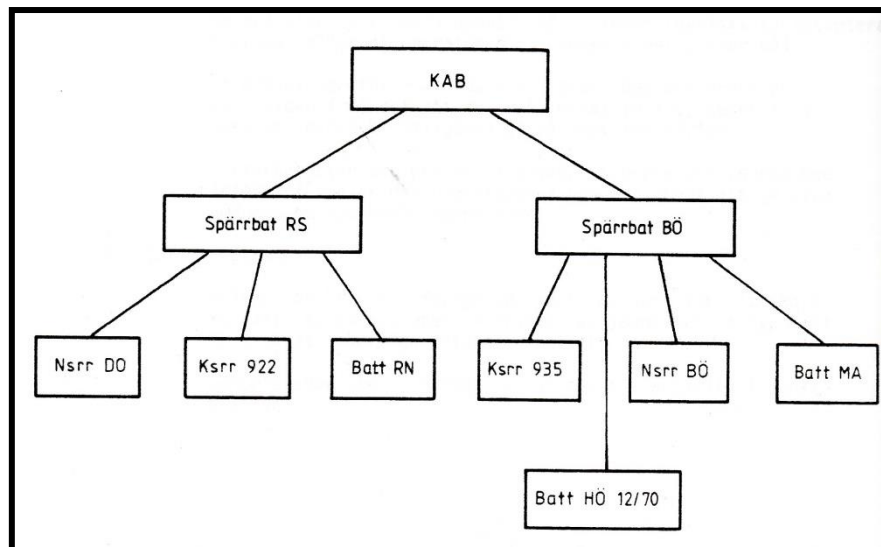 KAB
Spärrbat RS
Spärrbat BÖ
Nsrr DO
Ksrr 922
Batt RN
Ksrr 935
Nsrr BÖ
Batt MA
Batt HÖ 12/70